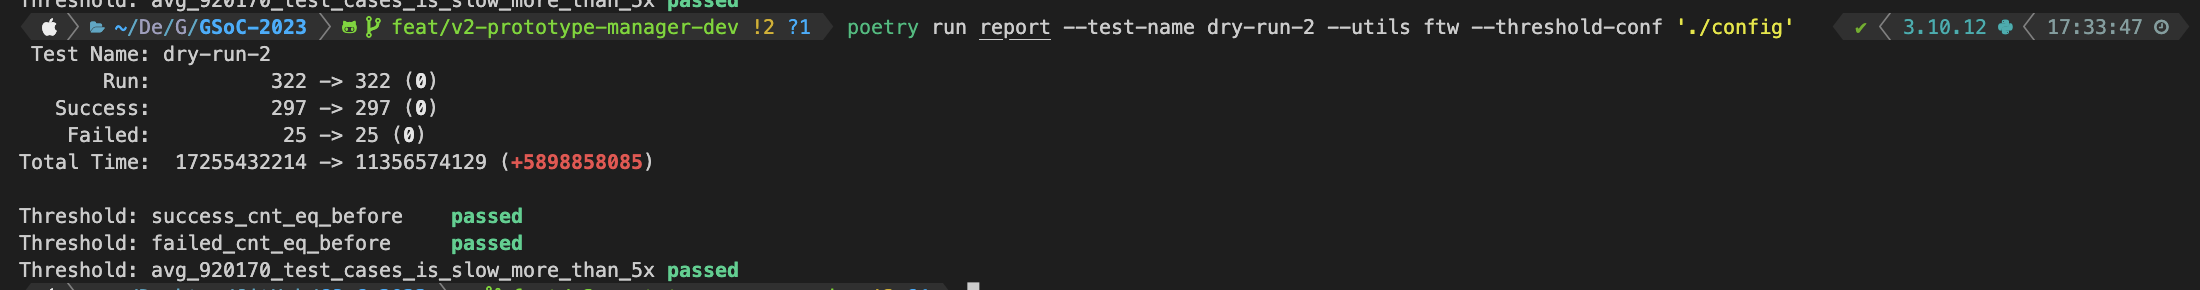 Threshold: avg_920170_test_cases_is_slow_more_than_5x passed
~/De/G/GSoC-2023 feat/v2-prototype-manager-dev !2 ?1 poetry run report --test-name dry-run-2 --utils ftw --threshold-conf './config' ✔ 3.10.12 17:33:47
Test Name: dry-run-2
Run: 322 -> 322 (0)
Success: 297 -> 297 (0)
Failed: 25 -> 25 (0)
Total Time: 17255432214 -> 11356574129 (+5898858085)
Threshold: success_cnt_eq_before passed
Threshold: failed_cnt_eq_before passed
Threshold: avg_920170_test_cases_is_slow_more_than_5x passed